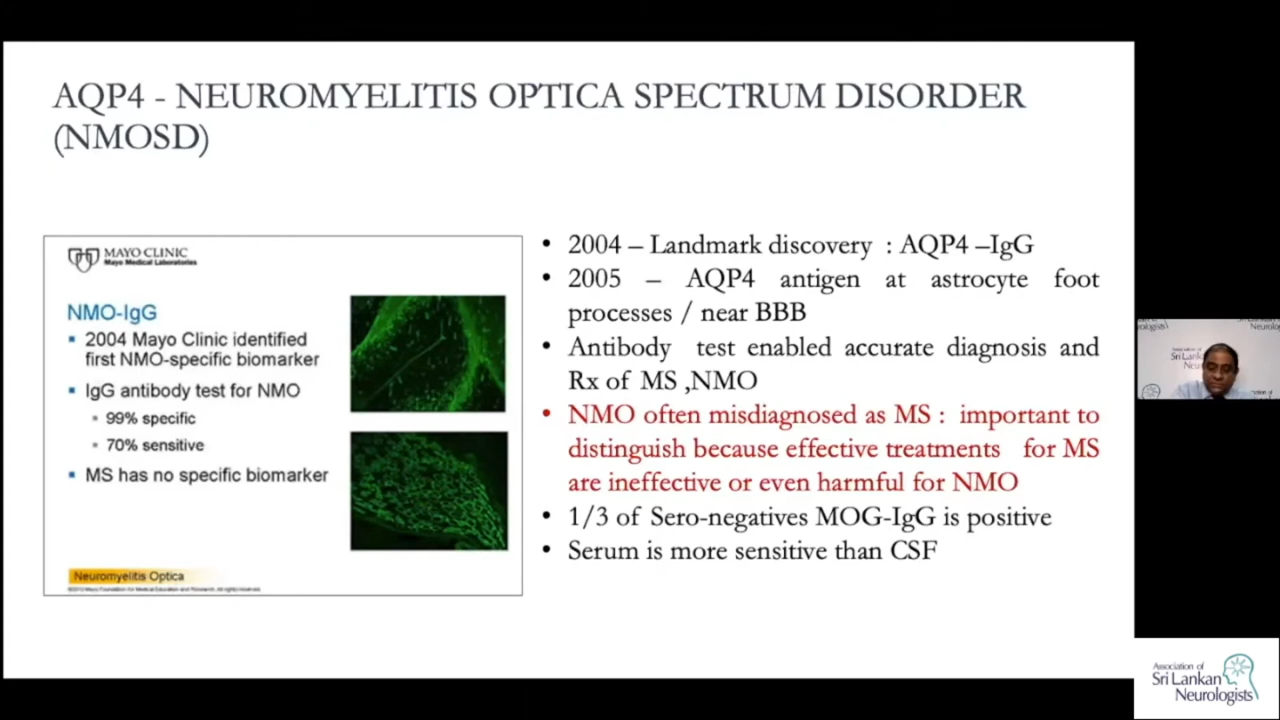 AQP4 - NEUROMYELITIS OPTICA SPECTRUM DISORDER
(NMOSD)
MAYO CLINIC
Mayo Medical Laboratories
NMO-IgG
▪ 2004 Mayo Clinic identified
first NMO-specific biomarker
▪ IgG antibody test for NMO
▪ 99% specific
▪ 70% sensitive
▪ MS has no specific biomarker
Neuromyelitis Optica
• 2004 – Landmark discovery : AQP4 –IgG
• 2005 – AQP4 antigen at astrocyte foot
processes / near BBB
• Antibody test enabled accurate diagnosis and
Rx of MS ,NMO
• NMO often misdiagnosed as MS : important to
distinguish because effective treatments for MS
are ineffective or even harmful for NMO
• 1/3 of Sero-negatives MOG-IgG is positive
• Serum is more sensitive than CSF
Association of
Sri Lankan
Neurologists